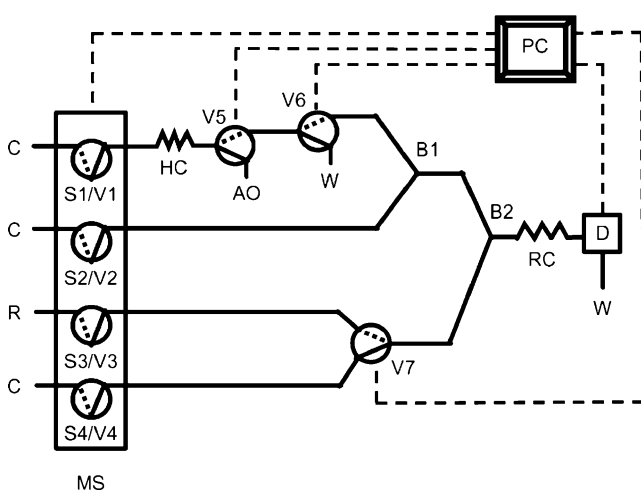 PC
V5
V6
C
HC
AO
W
B1
S1/V1
C
B2
S2/V2
D
RC
R
W
S3/V3
V7
C
S4/V4
MS